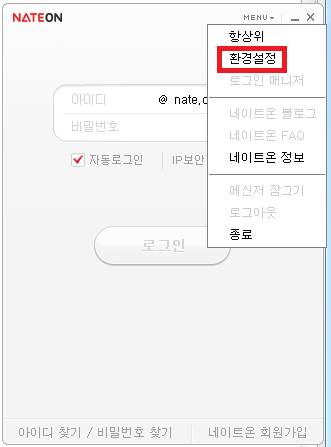 NATEON MENU
항상위
환경설정
로그인 매니저
네이트온 블로그
네이트온 FAQ
네이트온 정보
메신저 잠그기
로그아웃
종료
아이디 @ nate.c
비밀번호
자동로그인 IP보안
로그인
아이디 찾기 / 비밀번호 찾기 네이트온 회원가입